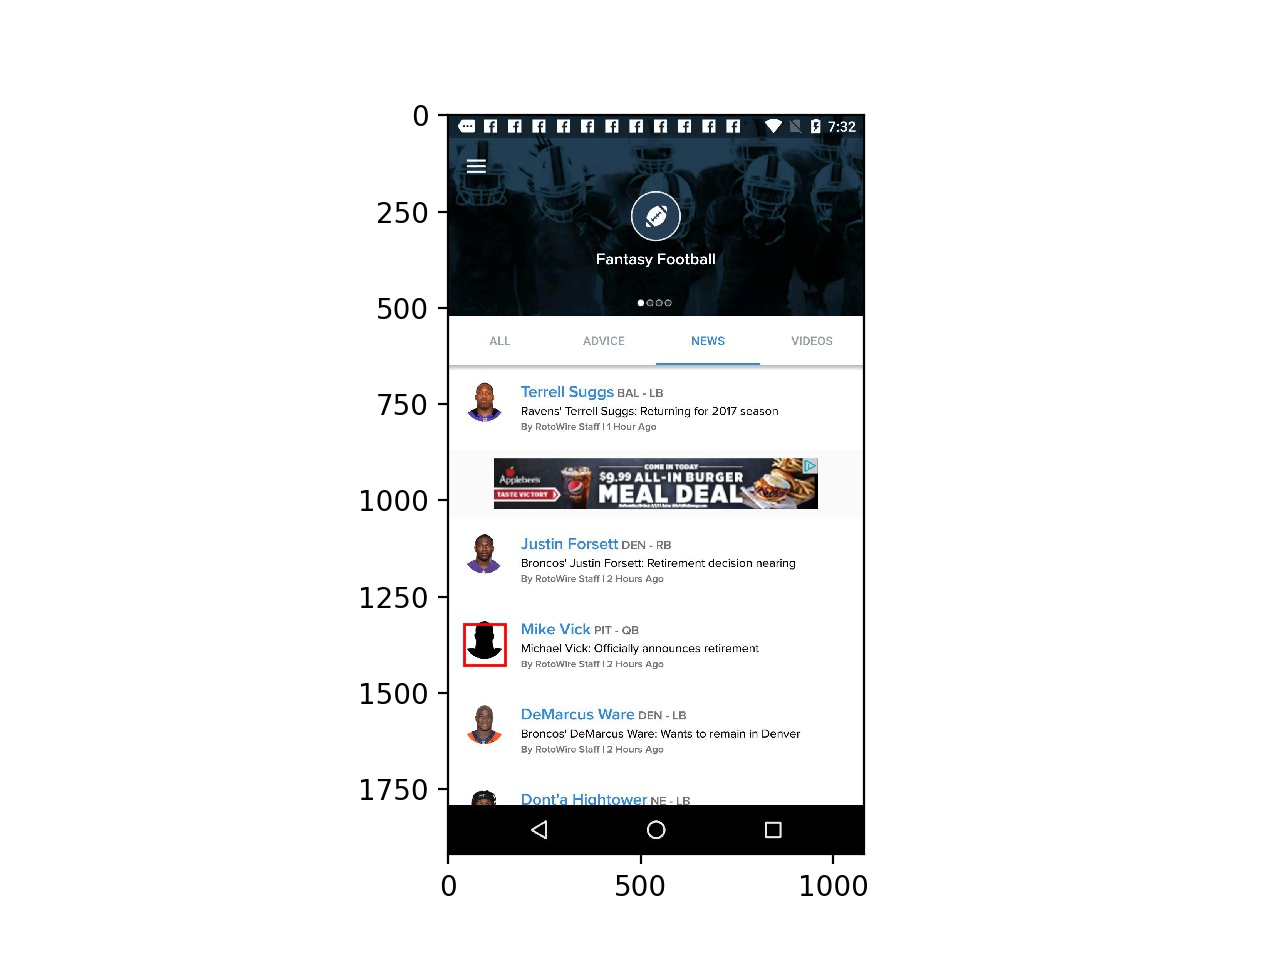 0
250
500
750
1000
1250
1500
1750
0
500
1000
7:32
Fantasy Football
ALL
ADVICE
NEWS
VIDEOS
Terrell Suggs BAL - LB
Ravens' Terrell Suggs: Returning for 2017 season
By RotoWire Staff | 1 Hour Ago
Applebee's
TASTE VICTORY
COME IN TODAY
$9.99 ALL-IN BURGER
MEAL DEAL
Justin Forsett DEN - RB
Broncos' Justin Forsett: Retirement decision nearing
By RotoWire Staff | 2 Hours Ago
Mike Vick PIT - QB
Michael Vick: Officially announces retirement
By RotoWire Staff | 2 Hours Ago
DeMarcus Ware DEN - LB
Broncos' DeMarcus Ware: Wants to remain in Denver
By RotoWire Staff | 2 Hours Ago
Dont'a Hightower NE - LB